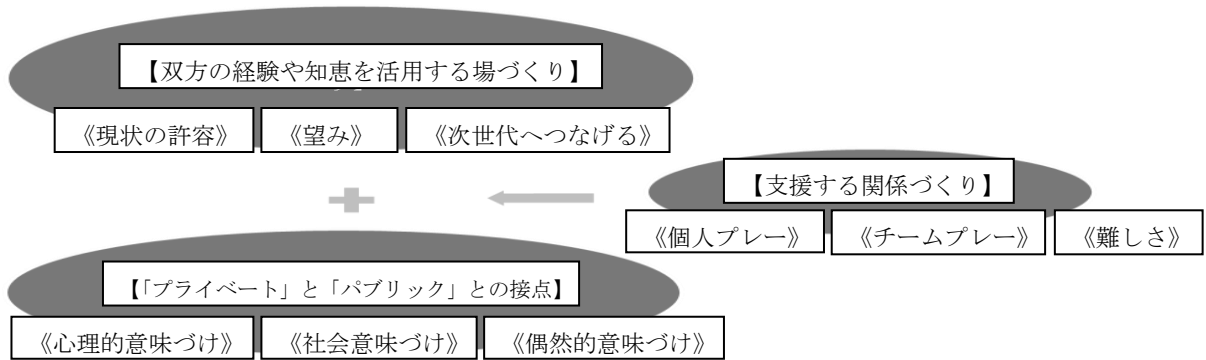 【双方の経験や知恵を活用する場づくり】
《現状の許容》 《望み》 《次世代へつなげる》
【支援する関係づくり】
《個人プレー》 《チームプレー》 《難しさ》
【「プライベート」と「パブリック」との接点】
《心理的意味づけ》 《社会意味づけ》 《偶然的意味づけ》